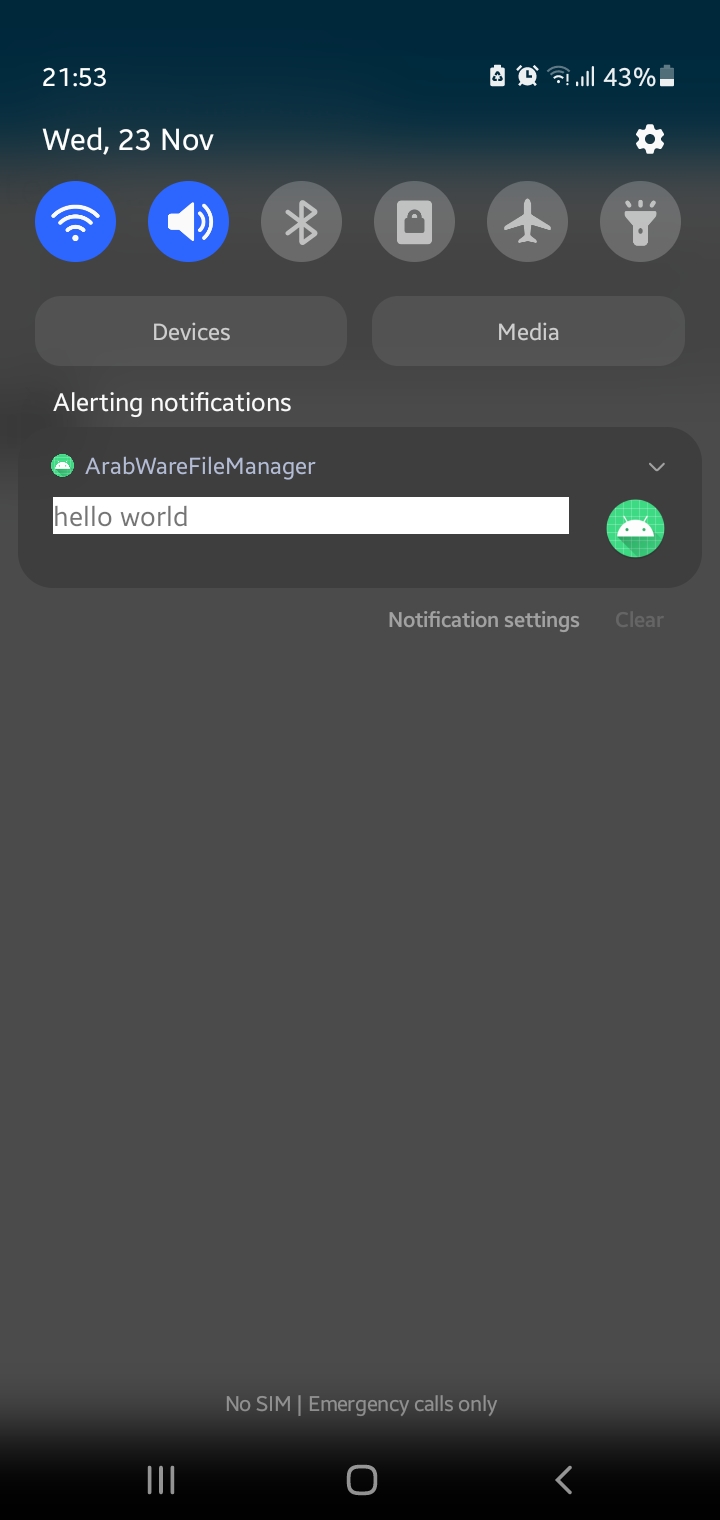 21:53
43%
Wed, 23 Nov
Devices
Media
Alerting notifications
ArabWareFileManager
hello world
Notification settings
Clear
No SIM | Emergency calls only